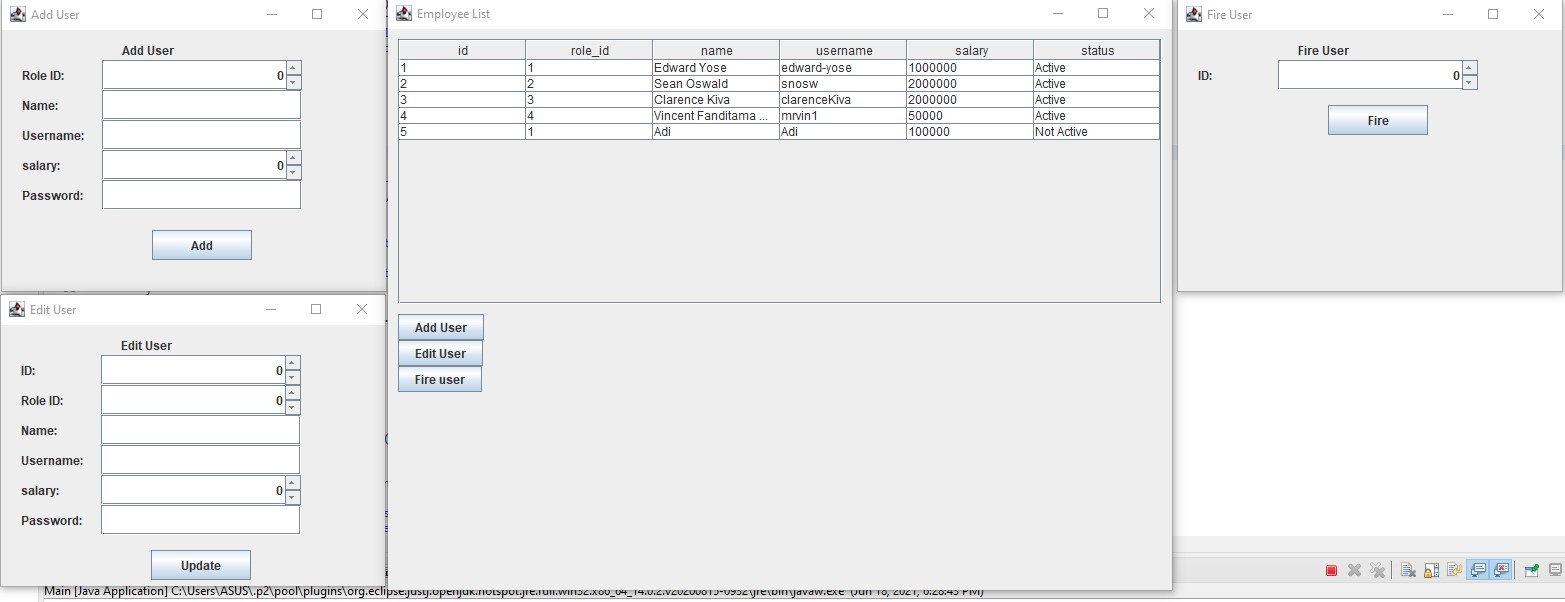 Add User
Add User
Role ID: 0
Name:
Username:
salary: 0
Password:
Add
Edit User
Edit User
ID: 0
Role ID: 0
Name:
Username:
salary: 0
Password:
Update
Employee List
id role_id name username salary status
1 1 Edward Yose edward-yose 1000000 Active
2 2 Sean Oswald snosw 2000000 Active
3 3 Clarence Kiva clarenceKiva 2000000 Active
4 4 Vincent Fanditama ... mrvin1 50000 Active
5 1 Adi Adi 100000 Not Active
Add User
Edit User
Fire user
Fire User
Fire User
ID: 0
Fire
Main [Java Application] C:\Users\ASUS\.p2\pool\plugins\org.eclipse.justj.openjdk.hotspot.jre.full.win32.x86_64_14.0.2.v20200815-0932\jre\bin\javaw.exe (Jun 18, 2021, 6:28:45 PM)